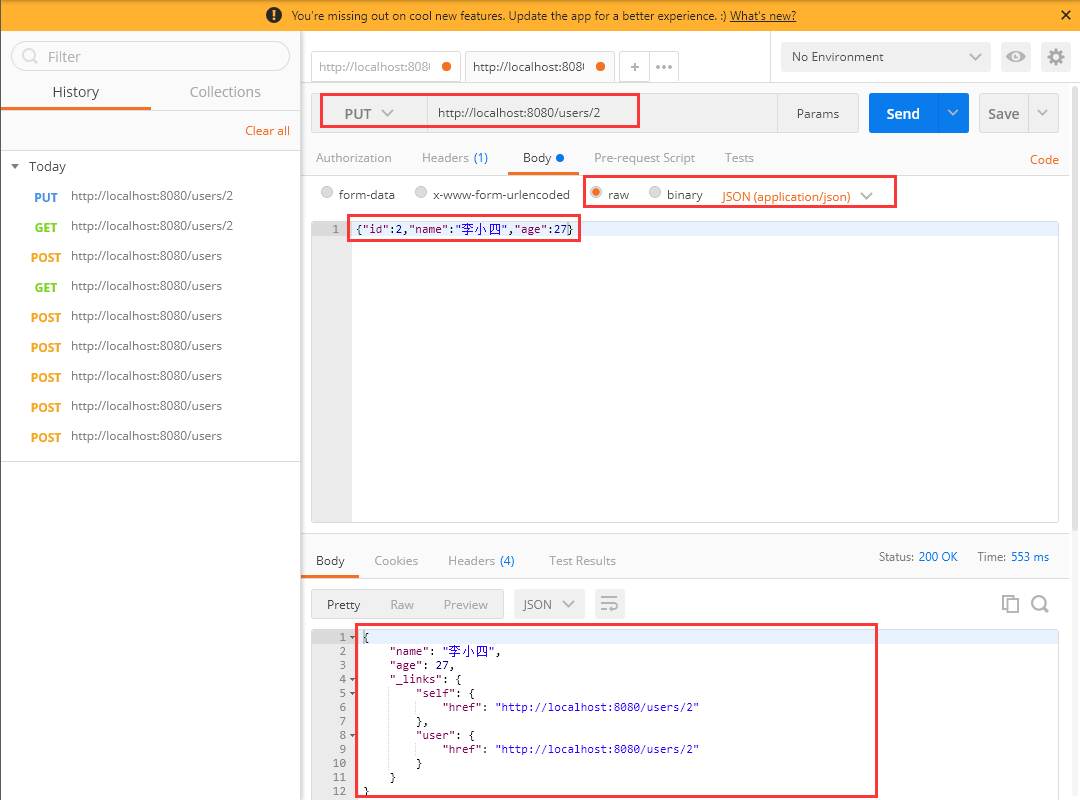 You're missing out on cool new features. Update the app for a better experience. :) What's new?
Filter
History Collections
Clear all
Today
PUT http://localhost:8080/users/2
GET http://localhost:8080/users/2
POST http://localhost:8080/users
GET http://localhost:8080/users
POST http://localhost:8080/users
POST http://localhost:8080/users
POST http://localhost:8080/users
POST http://localhost:8080/users
POST http://localhost:8080/users
http://localhost:808 http://localhost:808 + •••
No Environment
PUT http://localhost:8080/users/2 Params Send Save
Authorization Headers (1) Body Pre-request Script Tests Code
form-data x-www-form-urlencoded raw binary JSON (application/json)
1 {"id":2,"name":"李小四","age":27}
Body Cookies Headers (4) Test Results Status: 200 OK Time: 553 ms
Pretty Raw Preview JSON
1 {
2 "name": "李小四",
3 "age": 27,
4 "_links": {
5 "self": {
6 "href": "http://localhost:8080/users/2"
7 },
8 "user": {
9 "href": "http://localhost:8080/users/2"
10 }
11 }
12 }